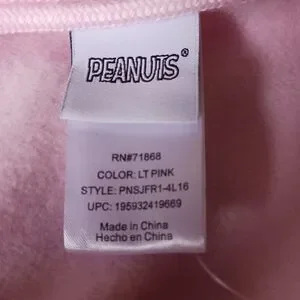 PEANUTS®
RN#71868
COLOR: LT PINK
STYLE: PNSJFR1-4L16
UPC: 195932419669
Made in China
Hecho en China